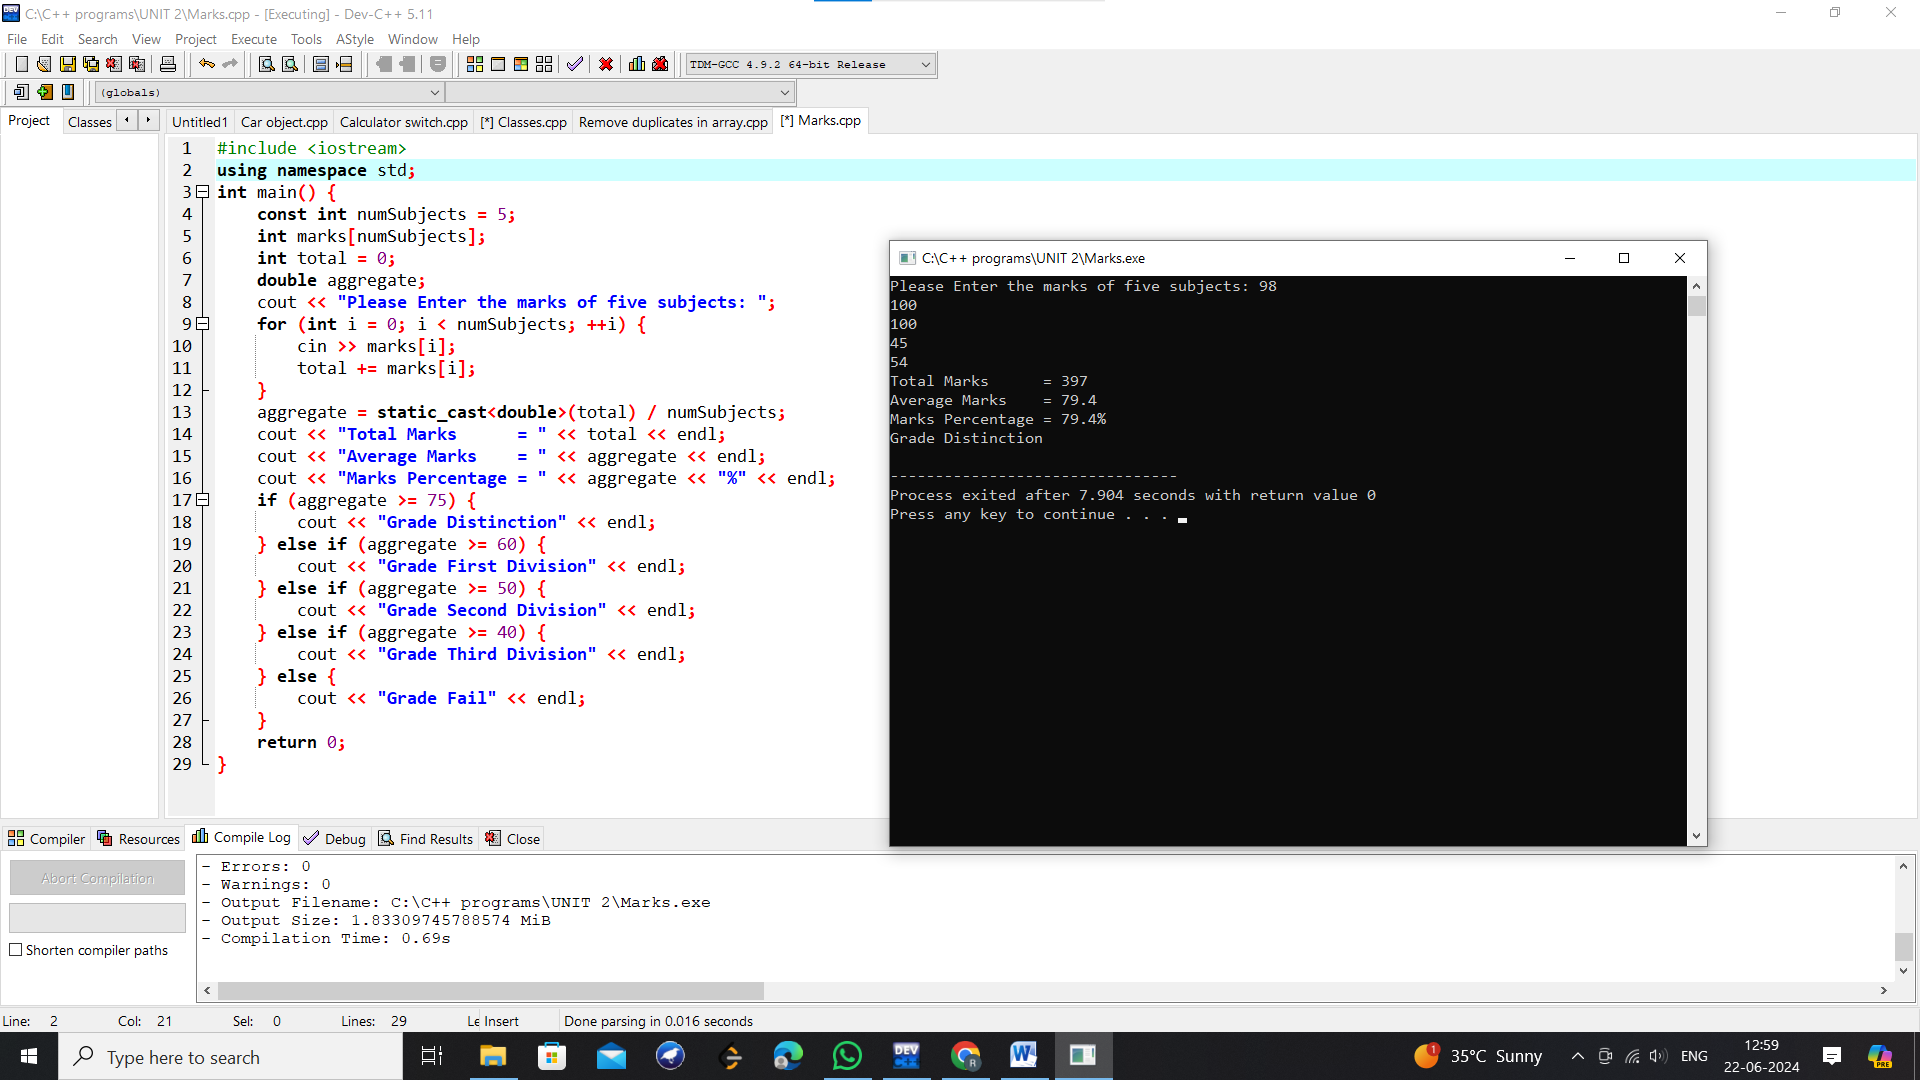 C:\C++ programs\UNIT 2\Marks.cpp - [Executing] - Dev-C++ 5.11
File Edit Search View Project Execute Tools AStyle Window Help
TDM-GCC 4.9.2 64-bit Release
(globals)
Project Classes Untitled1 Car object.cpp Calculator switch.cpp [*] Classes.cpp Remove duplicates in array.cpp [*] Marks.cpp
1 #include <iostream>
2 using namespace std;
3 int main() {
4 const int numSubjects = 5;
5 int marks[numSubjects];
6 int total = 0;
7 double aggregate;
8 cout << "Please Enter the marks of five subjects: ";
9 for (int i = 0; i < numSubjects; ++i) {
10 cin >> marks[i];
11 total += marks[i];
12 }
13 aggregate = static_cast<double>(total) / numSubjects;
14 cout << "Total Marks      = " << total << endl;
15 cout << "Average Marks    = " << aggregate << endl;
16 cout << "Marks Percentage = " << aggregate << "%" << endl;
17 if (aggregate >= 75) {
18 cout << "Grade Distinction" << endl;
19 } else if (aggregate >= 60) {
20 cout << "Grade First Division" << endl;
21 } else if (aggregate >= 50) {
22 cout << "Grade Second Division" << endl;
23 } else if (aggregate >= 40) {
24 cout << "Grade Third Division" << endl;
25 } else {
26 cout << "Grade Fail" << endl;
27 }
28 return 0;
29 }
C:\C++ programs\UNIT 2\Marks.exe
Please Enter the marks of five subjects: 98
100
100
45
54
Total Marks      = 397
Average Marks    = 79.4
Marks Percentage = 79.4%
Grade Distinction
--------------------------------
Process exited after 7.904 seconds with return value 0
Press any key to continue . . .
Compiler Resources Compile Log Debug Find Results Close
Abort Compilation
Shorten compiler paths
- Errors: 0
- Warnings: 0
- Output Filename: C:\C++ programs\UNIT 2\Marks.exe
- Output Size: 1.83309745788574 MiB
- Compilation Time: 0.69s
Line: 2 Col: 21 Sel: 0 Lines: 29 Le Insert Done parsing in 0.016 seconds
Type here to search
DEV
1
35°C Sunny
ENG
12:59
22-06-2024
PRE